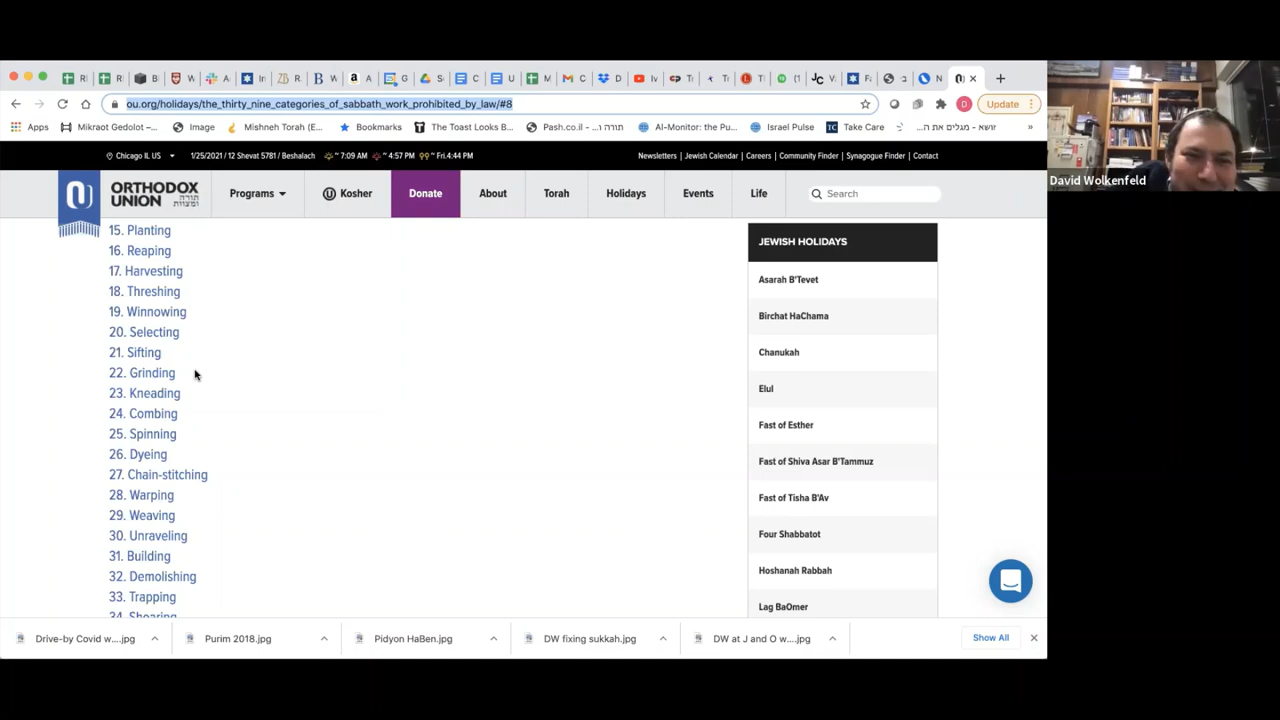 ou.org/holidays/the_thirty_nine_categories_of_sabbath_work_prohibited_by_law/#8
Update
Apps Mikraot Gedolot –... Image Mishneh Torah (E... Bookmarks The Toast Looks B... Pash.co.il – תורה ו... Al-Monitor: the Pu... Israel Pulse Take Care נושא - מגלים את ה... »
Chicago IL US 1/25/2021 / 12 Shevat 5781 / Beshalach ~ 7:09 AM ~ 4:57 PM ~ Fri.4:44 PM Newsletters | Jewish Calendar | Careers | Community Finder | Synagogue Finder | Contact
ORTHODOX UNION תורה ומצוות
Programs Kosher Donate About Torah Holidays Events Life Search
15. Planting
16. Reaping
17. Harvesting
18. Threshing
19. Winnowing
20. Selecting
21. Sifting
22. Grinding
23. Kneading
24. Combing
25. Spinning
26. Dyeing
27. Chain-stitching
28. Warping
29. Weaving
30. Unraveling
31. Building
32. Demolishing
33. Trapping
34. Shearing
JEWISH HOLIDAYS
Asarah B'Tevet
Birchat HaChama
Chanukah
Elul
Fast of Esther
Fast of Shiva Asar B'Tammuz
Fast of Tisha B'Av
Four Shabbatot
Hoshanah Rabbah
Lag BaOmer
Drive-by Covid w....jpg Purim 2018.jpg Pidyon HaBen.jpg DW fixing sukkah.jpg DW at J and O w....jpg Show All
David Wolkenfeld